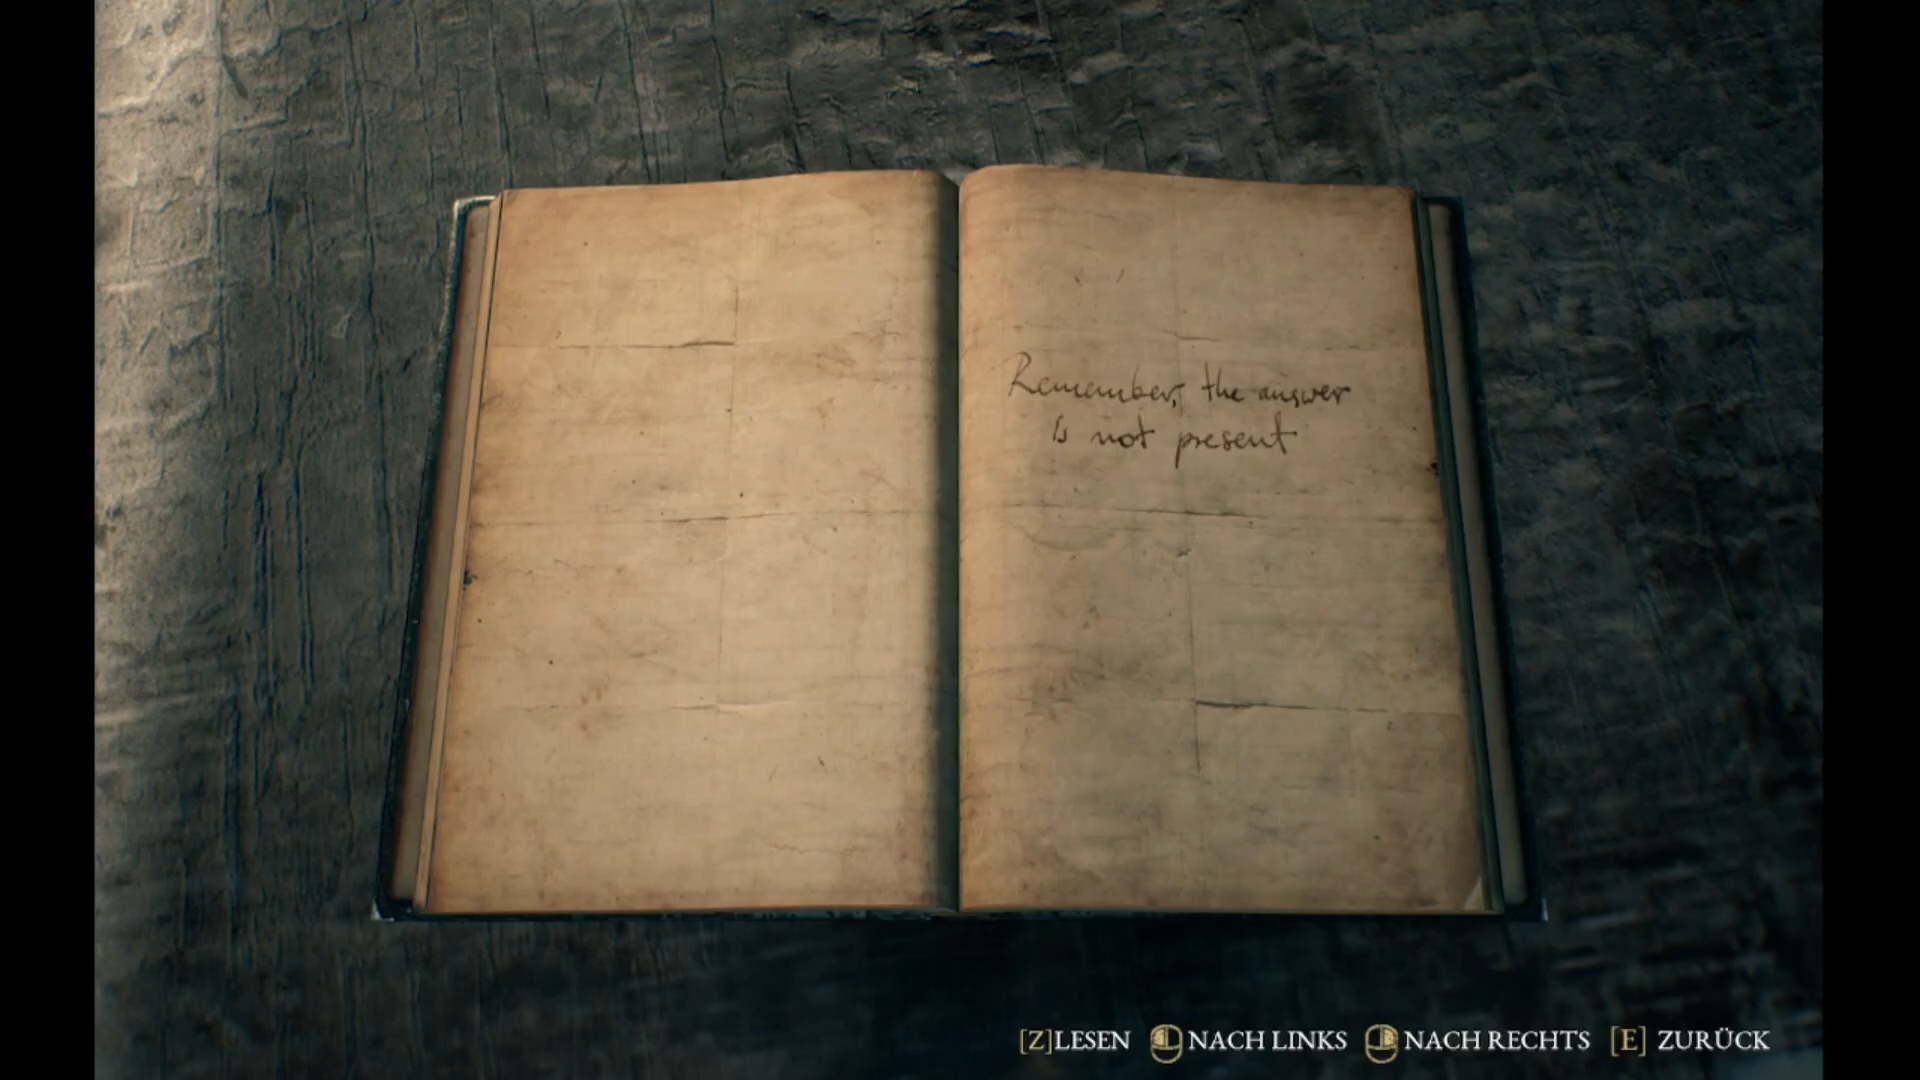 Remember, the answer
is not present
[Z]LESEN NACH LINKS NACH RECHTS [E] ZURÜCK